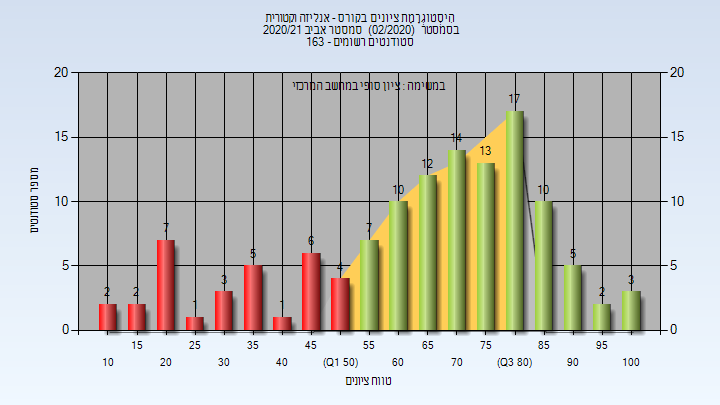 היסטוגרמת ציונים בקורס - אנליזה וקטורית
בסמסטר (02/2020) סמסטר אביב 2020/21
סטודנטים רשומים - 163
במשימה : ציון סופי במחשב המרכזי
מספר סטודנטים
20 15 10 5 0
20 15 10 5 0
2 2 7 1 3 5 1 6 4 7 10 12 14 13 17 10 5 2 3
15 25 35 45 55 65 75 85 95
10 20 30 40 (Q1 50) 60 70 (Q3 80) 90 100
טווח ציונים